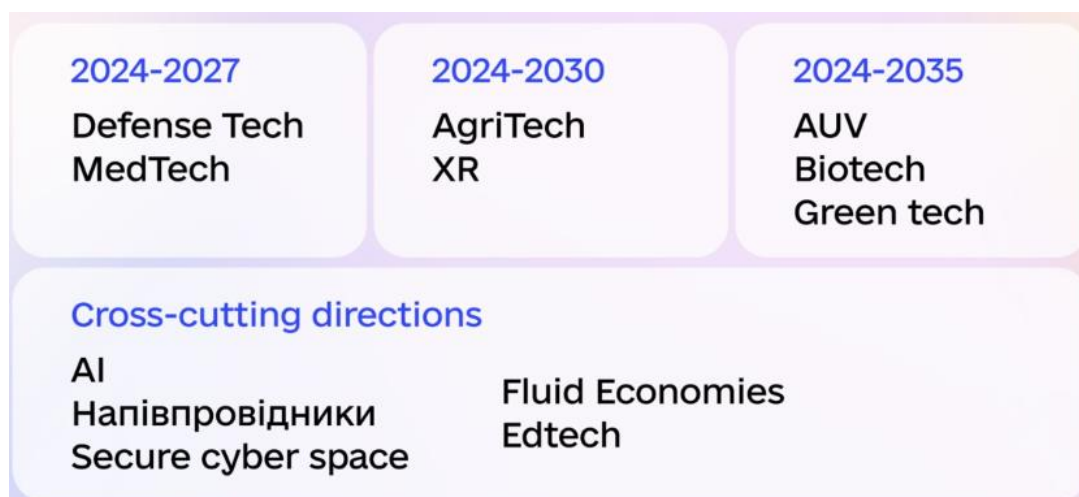 2024-2027
Defense Tech
MedTech
2024-2030
AgriTech
XR
2024-2035
AUV
Biotech
Green tech
Cross-cutting directions
AI
Напівпровідники
Secure cyber space
Fluid Economies
Edtech